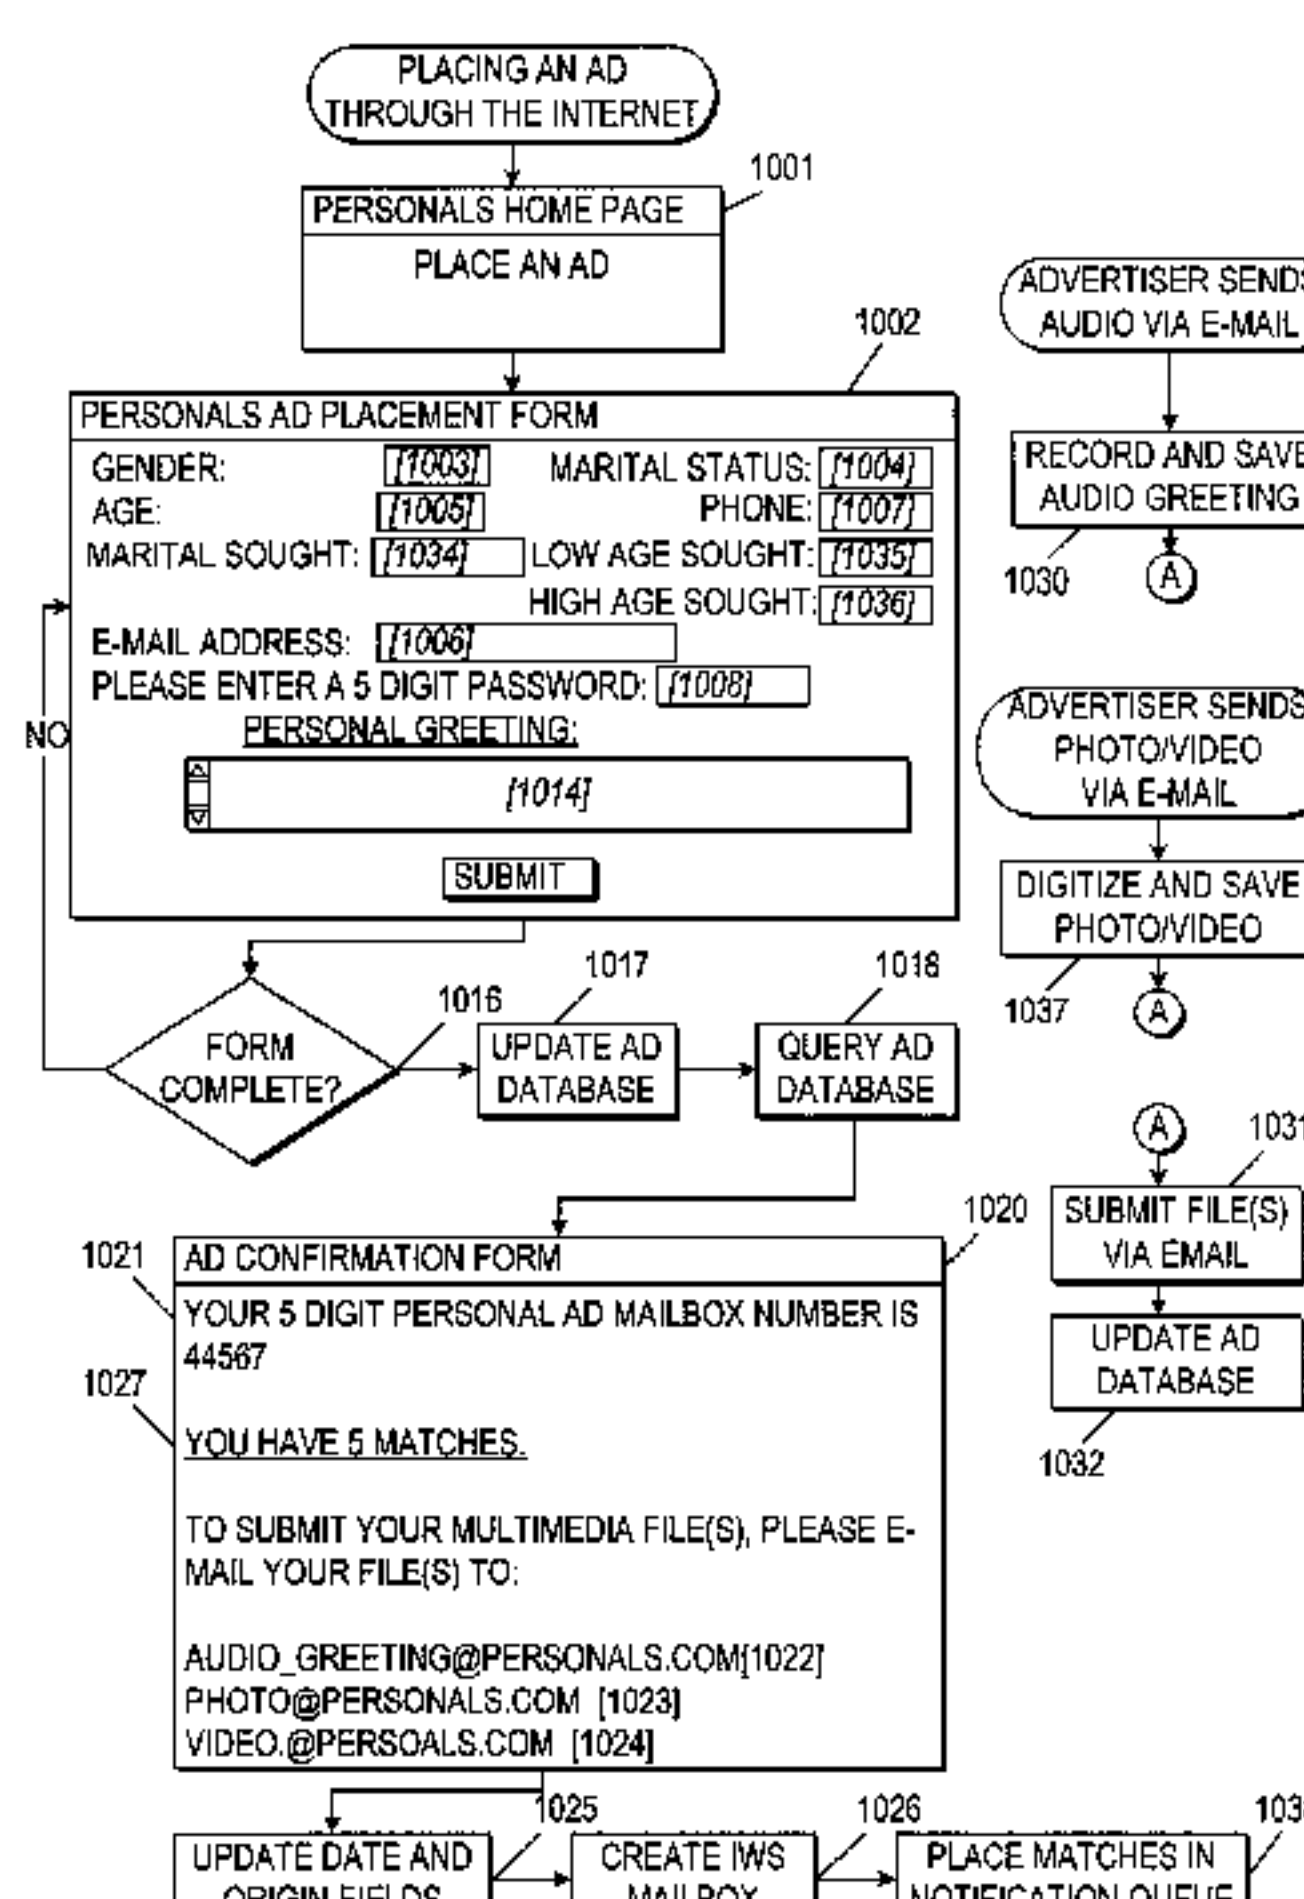 PLACING AN AD
THROUGH THE INTERNET
1001
PERSONALS HOME PAGE
PLACE AN AD
1002
PERSONALS AD PLACEMENT FORM
GENDER: [1003] MARITAL STATUS: [1004]
AGE: [1005] PHONE: [1007]
MARITAL SOUGHT: [1034] LOW AGE SOUGHT: [1035]
HIGH AGE SOUGHT: [1036]
E-MAIL ADDRESS: [1006]
PLEASE ENTER A 5 DIGIT PASSWORD: [1008]
PERSONAL GREETING:
[1014]
SUBMIT
NO
FORM
COMPLETE?
1016
1017
UPDATE AD
DATABASE
1018
QUERY AD
DATABASE
1020
AD CONFIRMATION FORM
1021
YOUR 5 DIGIT PERSONAL AD MAILBOX NUMBER IS
44567
1027
YOU HAVE 5 MATCHES.
TO SUBMIT YOUR MULTIMEDIA FILE(S), PLEASE E-
MAIL YOUR FILE(S) TO:
AUDIO_GREETING@PERSONALS.COM[1022]
PHOTO@PERSONALS.COM [1023]
VIDEO.@PERSOALS.COM [1024]
1025
UPDATE DATE AND
ORIGIN FIELDS
1026
CREATE IWS
MAILBOX
PLACE MATCHES IN
NOTIFICATION QUEUE
ADVERTISER SENDS
AUDIO VIA E-MAIL
RECORD AND SAVE
AUDIO GREETING
1030
A
ADVERTISER SENDS
PHOTO/VIDEO
VIA E-MAIL
DIGITIZE AND SAVE
PHOTO/VIDEO
1037
A
A
1031
SUBMIT FILE(S)
VIA EMAIL
UPDATE AD
DATABASE
1032